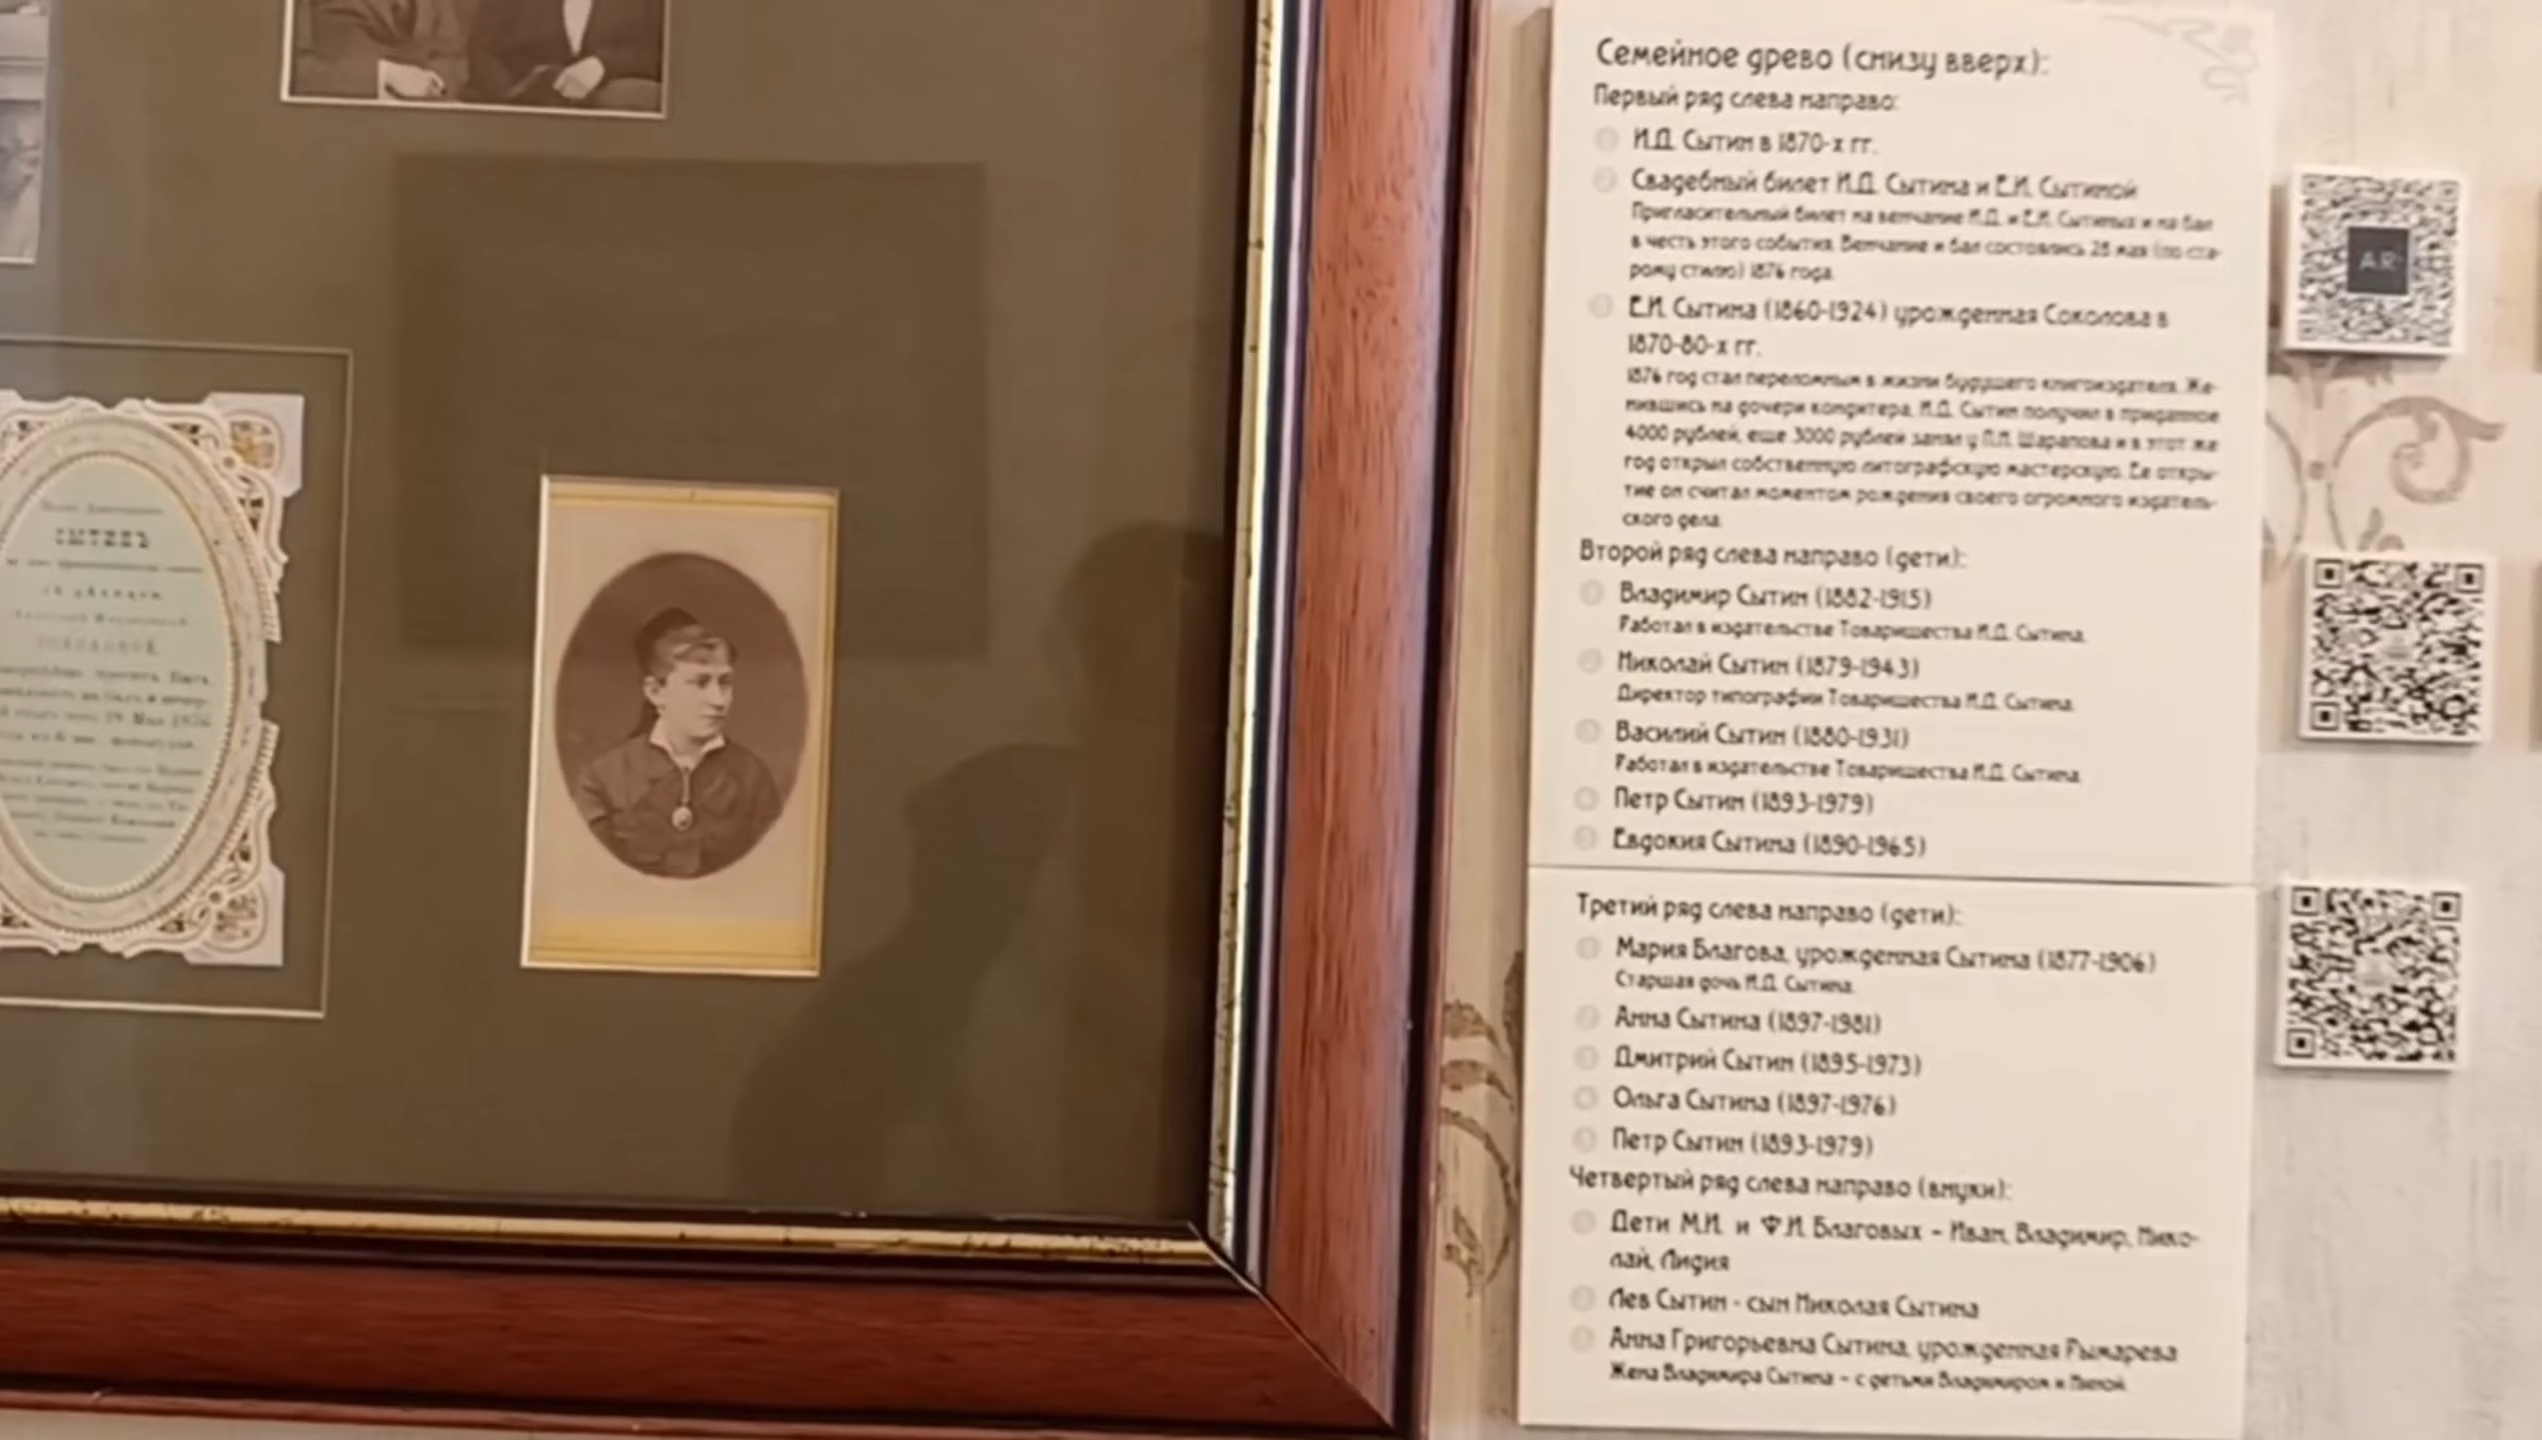 СЫТИНЪ
Семейное древо (снизу вверх):
Первый ряд слева направо:
И.Д. Сытин в 1870-х гг.
Свадебный билет И.Д. Сытина и Е.И. Сытиной
Пригласительный билет на венчание И.Д. и Е.И. Сытиных и на бал
в честь этого события. Венчание и бал состоялись 28 мая (по ста-
рому стилю) 1876 года.
Е.И. Сытина (1860-1924) урожденная Соколова в
1870-80-х гг.
1876 год стал переломным в жизни будущего книгоиздателя. Же-
нившись на дочери кондитера, И.Д. Сытин получил в приданное
4000 рублей, еще 3000 рублей занял у П.Н. Шарапова и в этот же
год открыл собственную литографскую мастерскую. Ее откры-
тие он считал моментом рождения своего огромного издатель-
ского дела.
Второй ряд слева направо (дети):
Владимир Сытин (1882-1915)
Работал в издательстве Товарищества И.Д. Сытина.
Николай Сытин (1879-1943)
Директор типографии Товарищества И.Д. Сытина.
Василий Сытин (1880-1931)
Работал в издательстве Товарищества И.Д. Сытина.
Петр Сытин (1893-1979)
Евдокия Сытина (1890-1965)
Третий ряд слева направо (дети):
Мария Благова, урожденная Сытина (1877-1906)
Старшая дочь И.Д. Сытина.
Анна Сытина (1897-1981)
Дмитрий Сытин (1895-1973)
Ольга Сытина (1897-1976)
Петр Сытин (1893-1979)
Четвертый ряд слева направо (внуки):
Дети М.И. и Ф.И. Благовых - Иван, Владимир, Нико-
лай, Лидия
Лев Сытин - сын Николая Сытина
Анна Григорьевна Сытина, урожденная Рымарева
Жена Владимира Сытина - с детьми Владимиром и Ниной.
AR